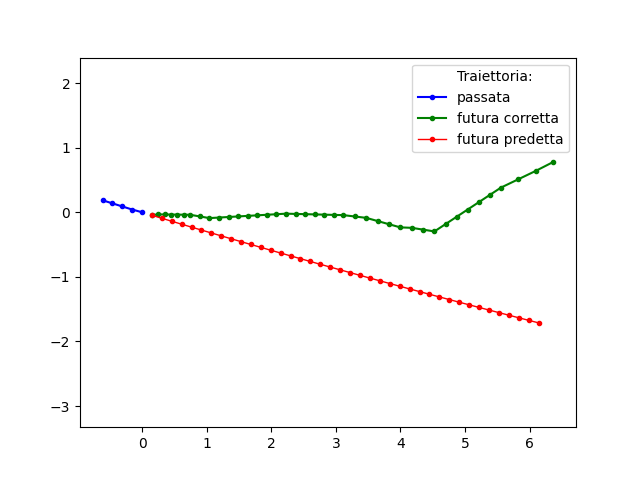 Traiettoria:
passata
futura corretta
futura predetta
2
1
0
−1
−2
−3
0 1 2 3 4 5 6